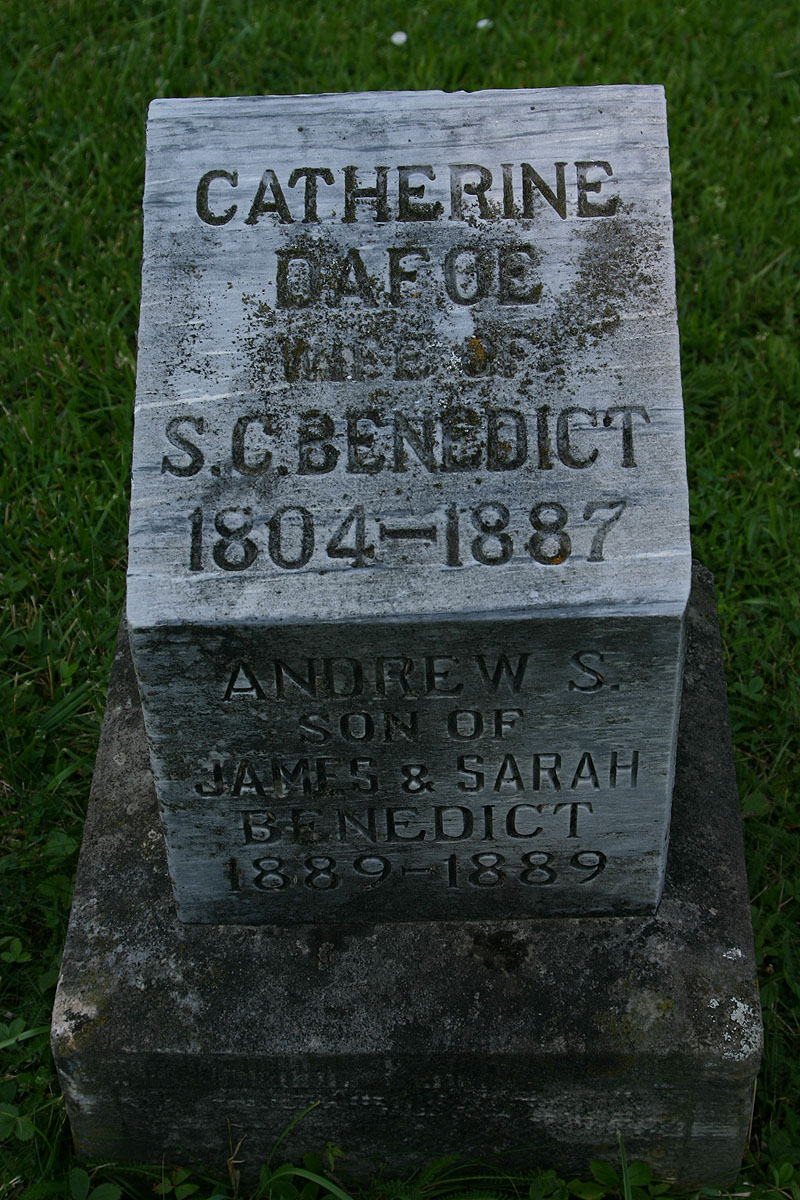 CATHERINE
DAFOE
WIFE OF
S.C. BENEDICT
1804-1887
ANDREW S.
SON OF
JAMES & SARAH
BENEDICT
1889-1889